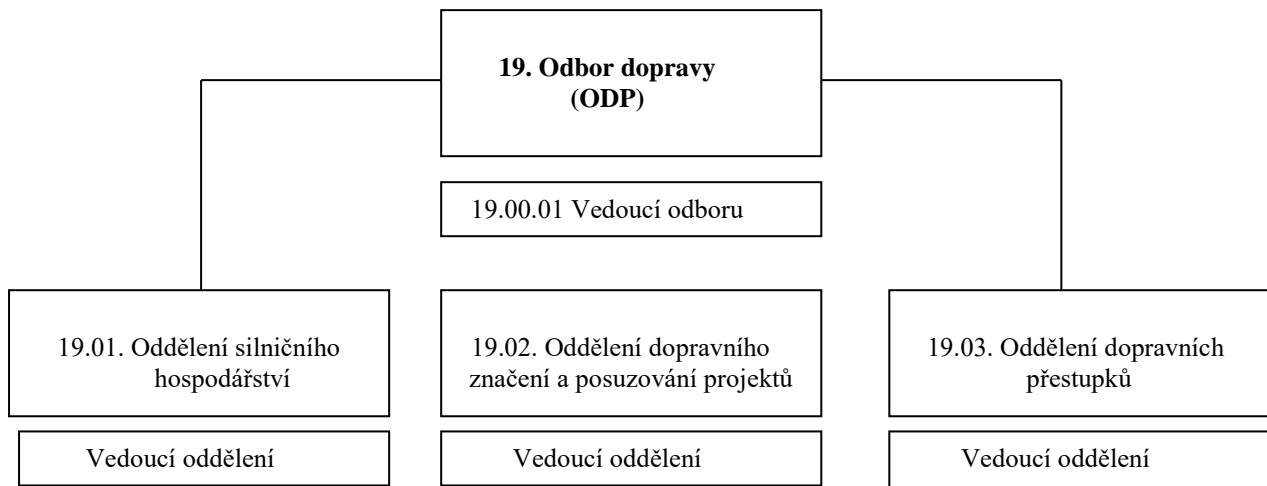 19. Odbor dopravy
(ODP)
19.00.01 Vedoucí odboru
19.01. Oddělení silničního
hospodářství
19.02. Oddělení dopravního
značení a posuzování projektů
19.03. Oddělení dopravních
přestupků
Vedoucí oddělení
Vedoucí oddělení
Vedoucí oddělení